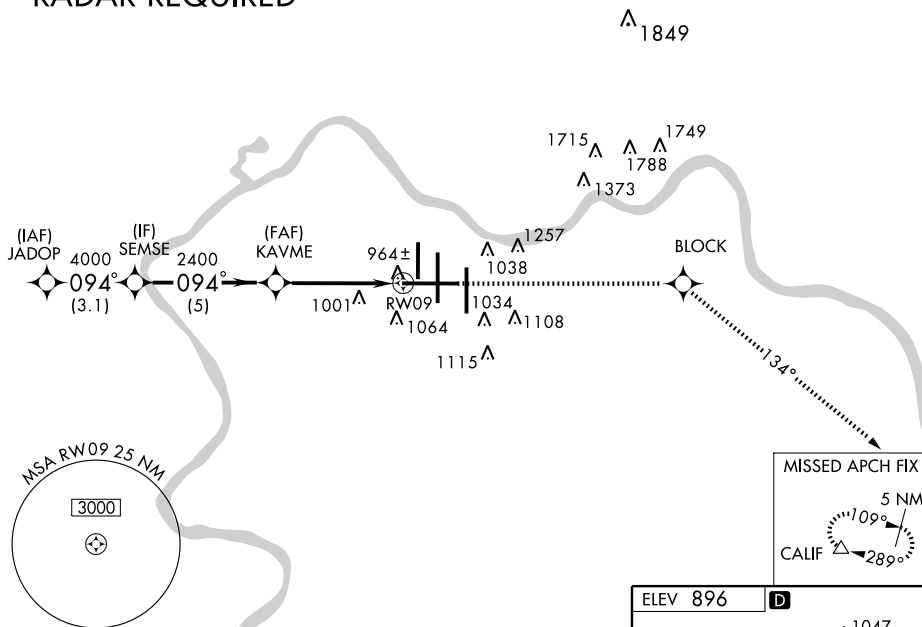 RADAR REQUIRED
1849
1715
1749
1788
1373
(IAF)
JADOP
4000
094°
(3.1)
(IF)
SEMSE
2400
094°
(5)
(FAF)
KAVME
964±
1001
RW09
1064
1038
1257
1034
1108
1115
BLOCK
134°
MSA RW09 25 NM
3000
MISSED APCH FIX
5 NM
109°
CALIF
289°
ELEV 896
D
1047